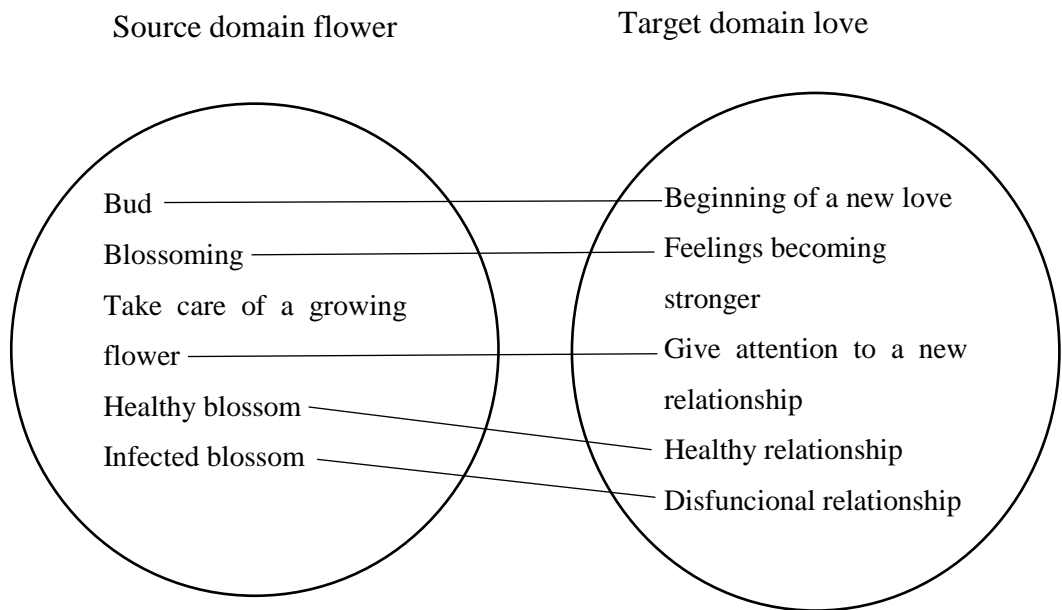 Source domain flower
Target domain love
Bud
Blossoming
Take care of a growing
flower
Healthy blossom
Infected blossom
Beginning of a new love
Feelings becoming
stronger
Give attention to a new
relationship
Healthy relationship
Disfuncional relationship